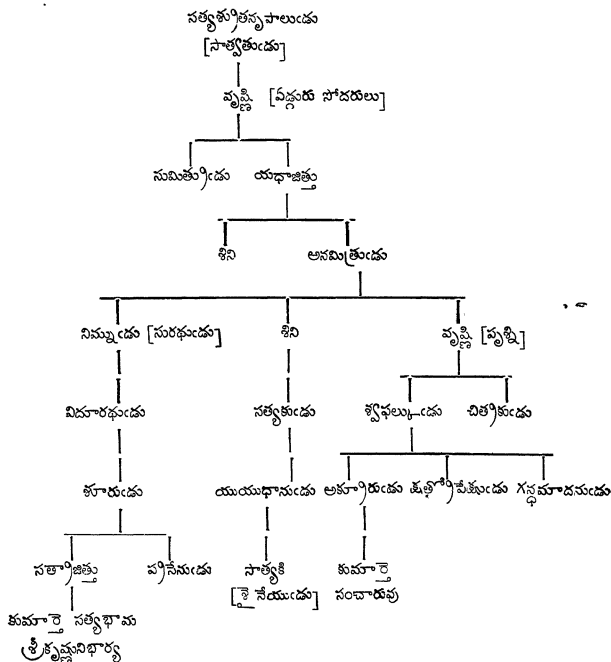 సత్యశ్రితనృపాలుఁడు
[సాత్వతుఁడు]
వృష్ణి [ఏడ్గురు సోదరులు]
సుమిత్రుఁడు యధాజిత్తు
శిని అనమిత్రుఁడు
నిమ్నుఁడు [సురథుఁడు] శిని వృష్ణి [పృశ్ని]
విదూరథుఁడు సత్యకుఁడు శ్వఫల్కుఁడు చిత్రికుఁడు
శూరుఁడు యుయుధానుఁడు అకౄరుఁడు గన్ధమాదనుఁడు
సత్రాజిత్తు ప్రసేనుఁడు సాత్యకి కుమార్తె
[శైనేయుఁడు] సంచారువు
కుమార్తె సత్యభామ
శ్రీకృష్ణునిభార్య